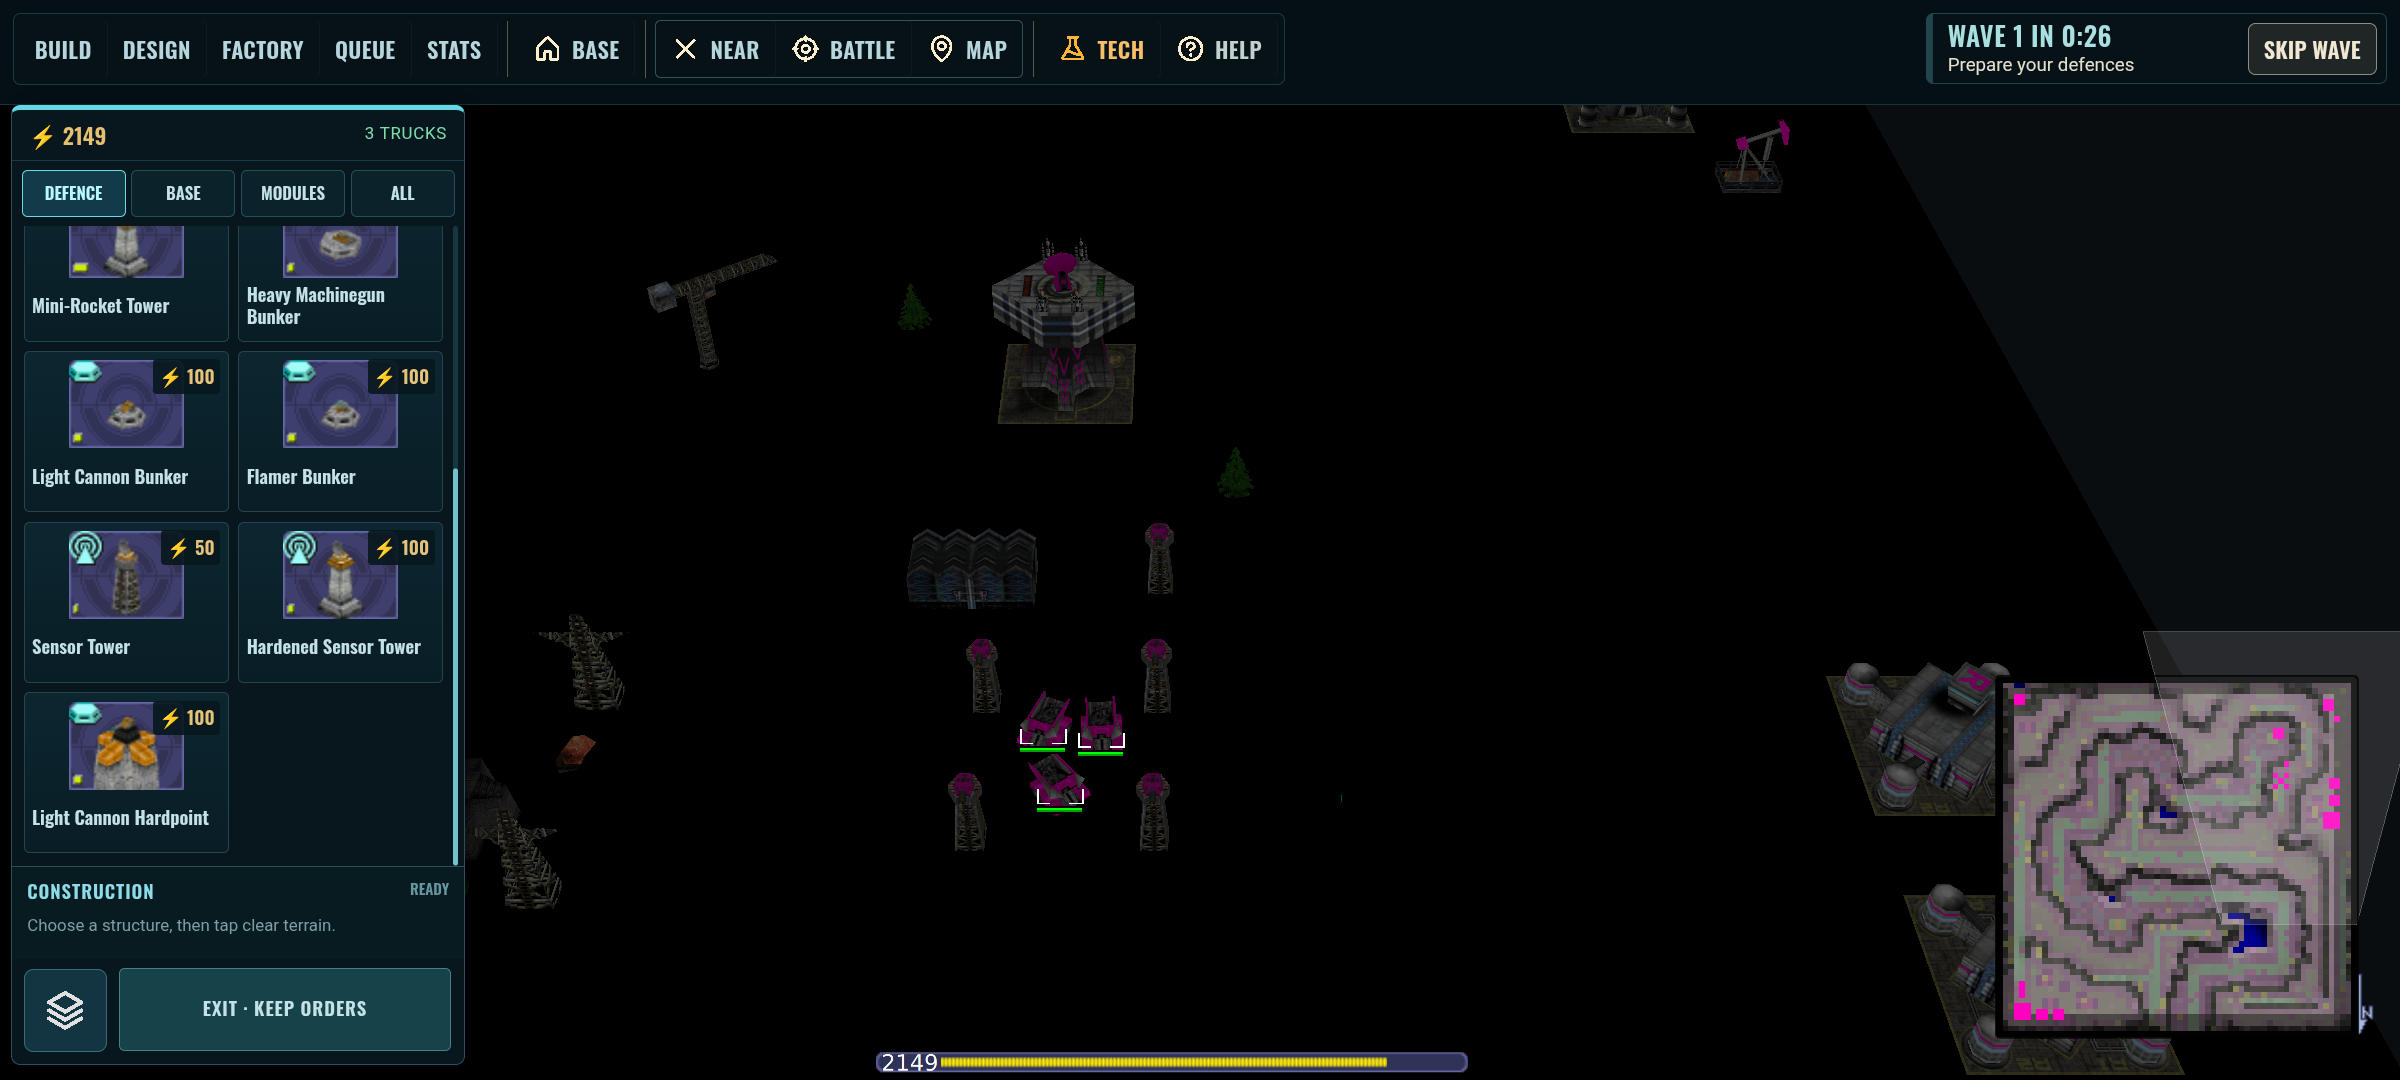 BUILD
DESIGN
FACTORY
QUEUE
STATS
BASE
NEAR
BATTLE
MAP
TECH
HELP
WAVE 1 IN 0:26
Prepare your defences
SKIP WAVE
2149
3 TRUCKS
DEFENCE
BASE
MODULES
ALL
Mini-Rocket Tower
Heavy Machinegun
Bunker
100
Light Cannon Bunker
100
Flamer Bunker
50
Sensor Tower
100
Hardened Sensor Tower
100
Light Cannon Hardpoint
CONSTRUCTION
READY
Choose a structure, then tap clear terrain.
EXIT · KEEP ORDERS
2149
N